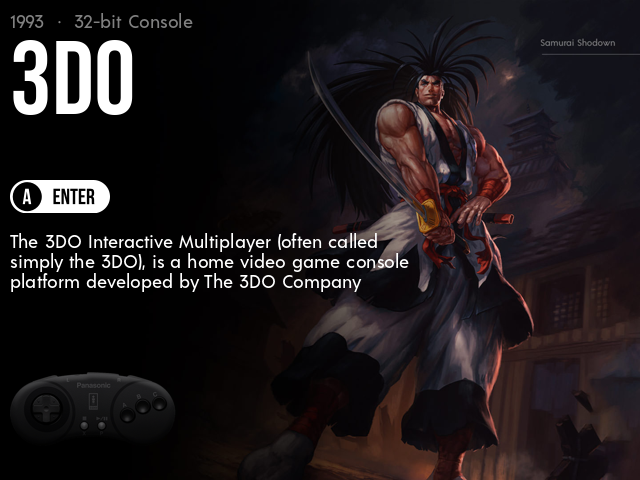 1993 · 32-bit Console
3DO
Samurai Shodown
A ENTER
The 3DO Interactive Multiplayer (often called
simply the 3DO), is a home video game console
platform developed by The 3DO Company
Panasonic